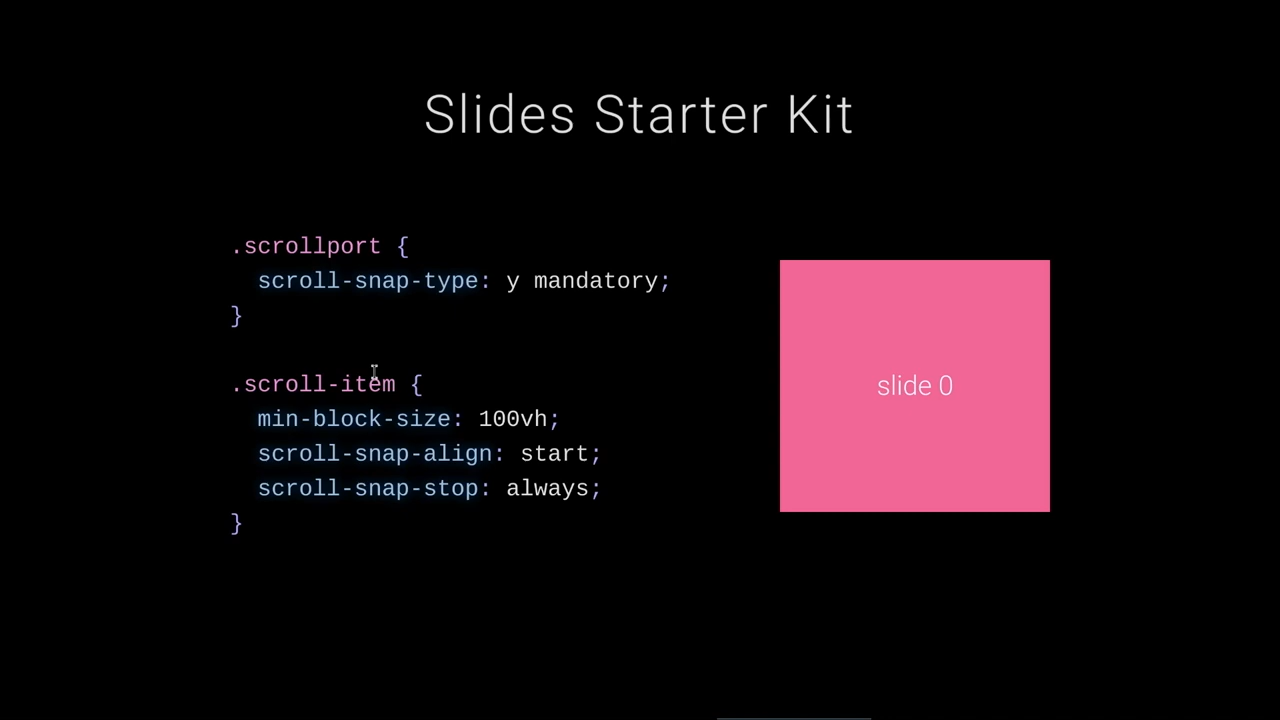 Slides Starter Kit
.scrollport {
  scroll-snap-type: y mandatory;
}
.scroll-item {
  min-block-size: 100vh;
  scroll-snap-align: start;
  scroll-snap-stop: always;
}
slide 0